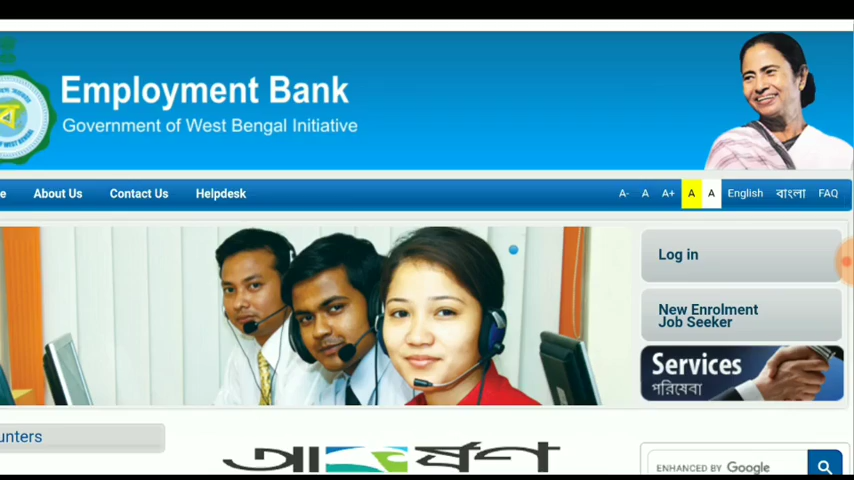 Employment Bank
Government of West Bengal Initiative
About Us Contact Us Helpdesk A- A A+ A A English বাংলা FAQ
Log in
New Enrolment
Job Seeker
Services
পরিষেবা
unters
ENHANCED BY Google